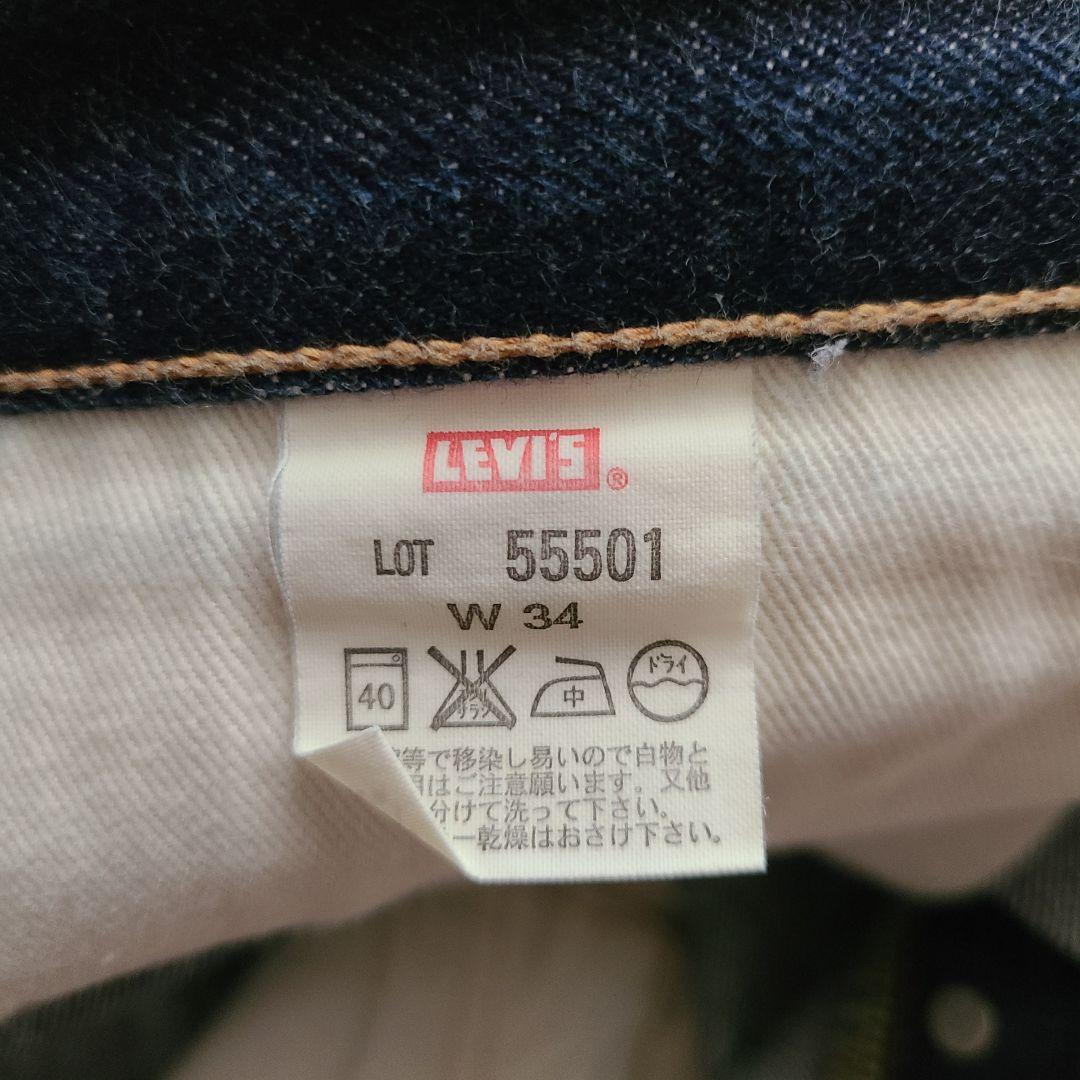 LEVI'S®
LOT 55501
W 34
40 中 ドライ
等で移染し易いので白物と
はご注意願います。又他
分けて洗って下さい。
ー乾燥はおさけ下さい。